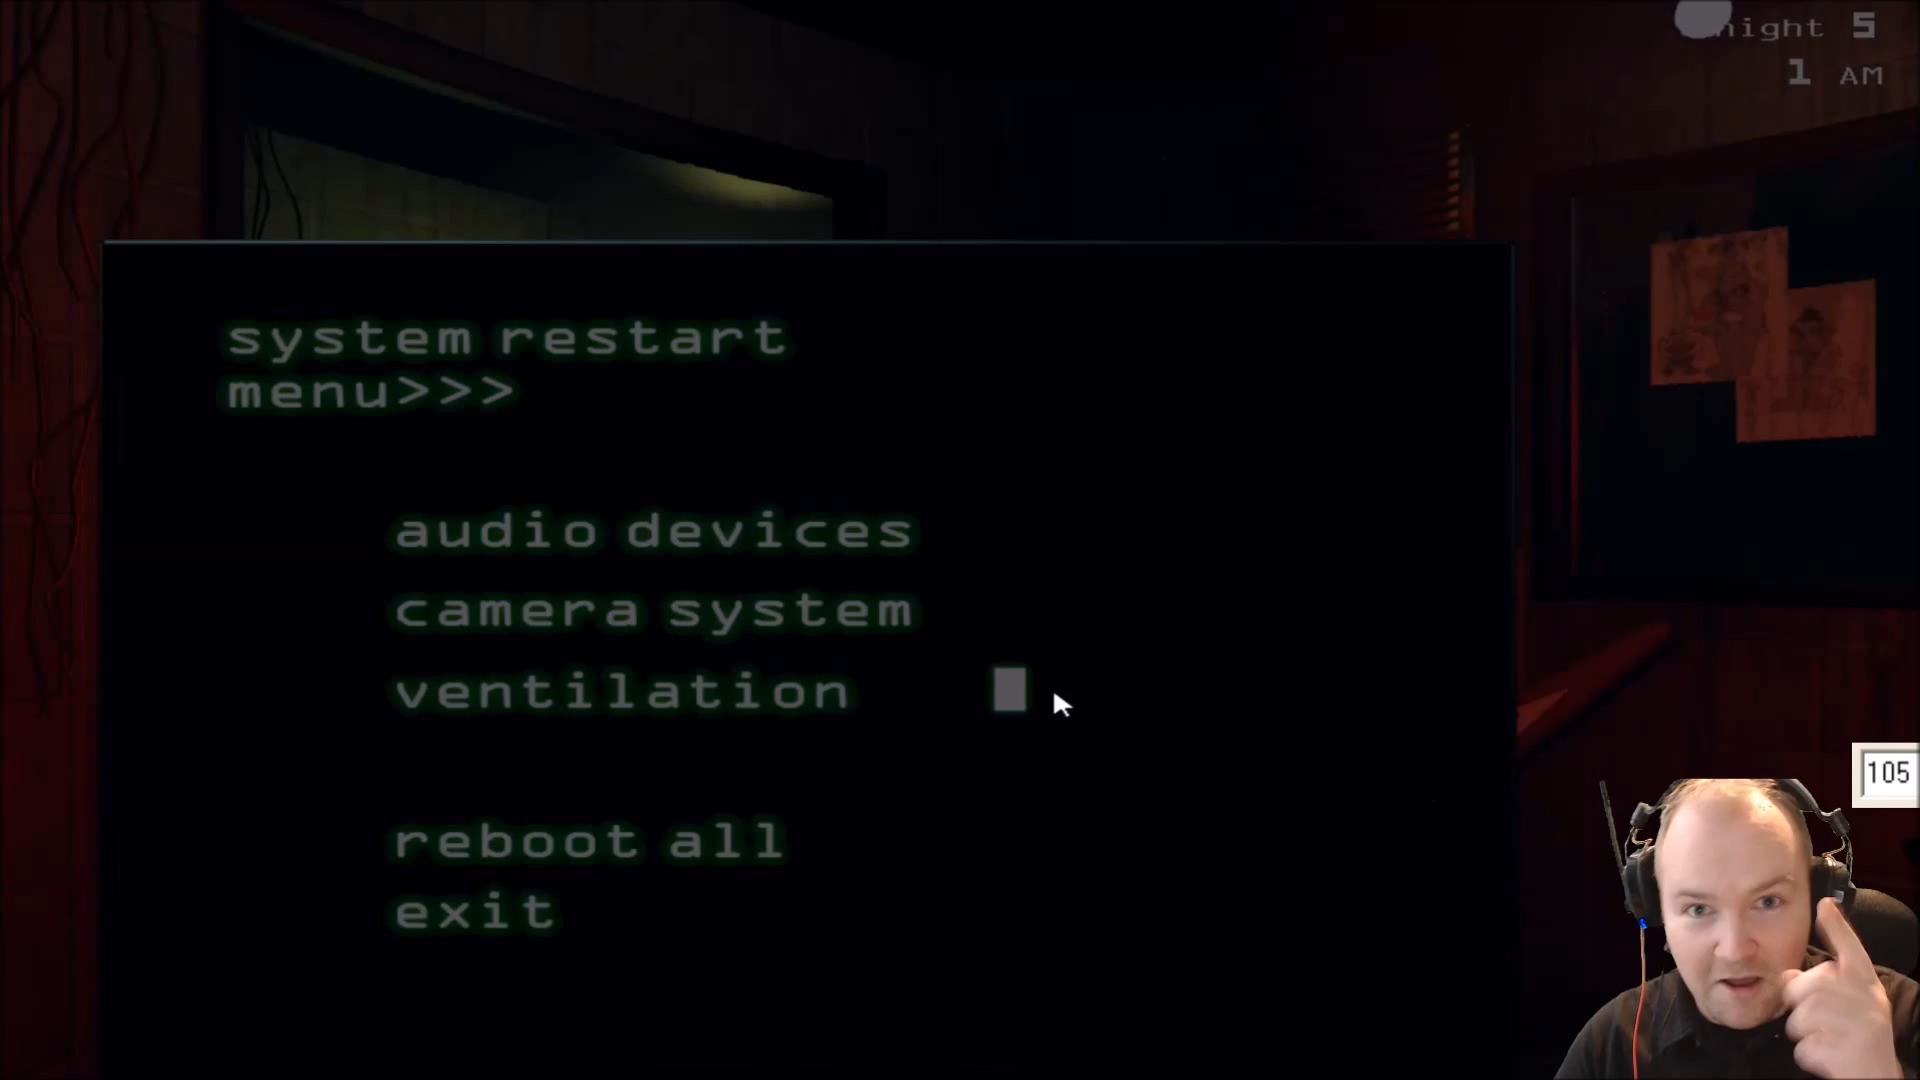 night 5
1 AM
system restart
menu>>>
audio devices
camera system
ventilation
reboot all
exit
105